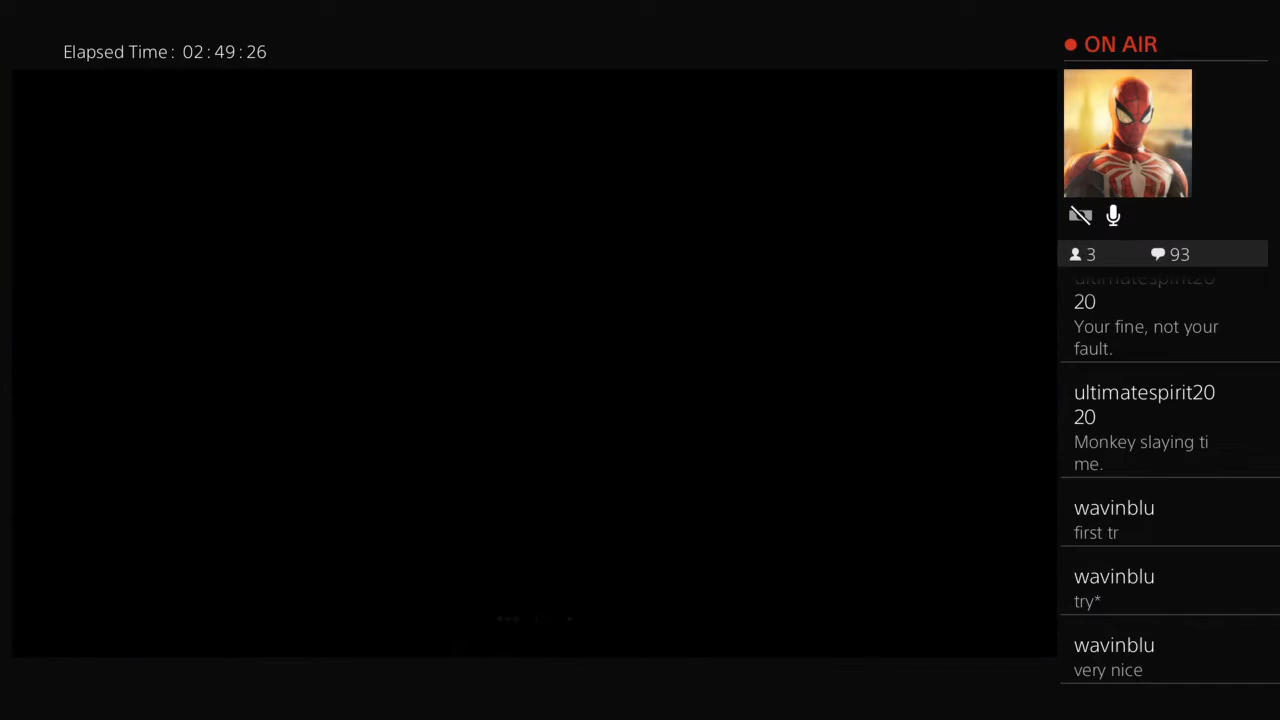 Elapsed Time: 02:49:26
ON AIR
3 93
ultimatespirit20
20
Your fine, not your
fault.
ultimatespirit20
20
Monkey slaying ti
me.
wavinblu
first tr
wavinblu
try*
wavinblu
very nice